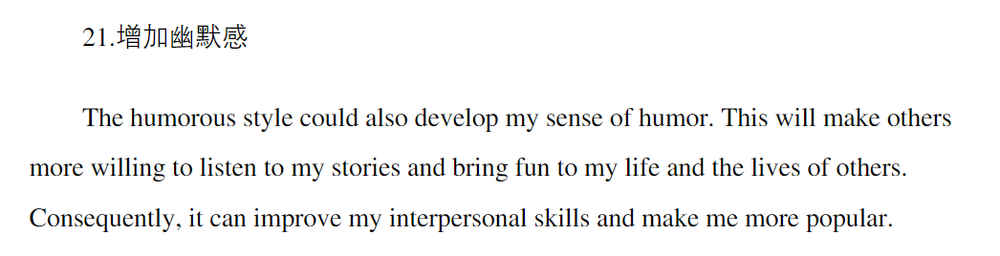 21.增加幽默感
The humorous style could also develop my sense of humor. This will make others
more willing to listen to my stories and bring fun to my life and the lives of others.
Consequently, it can improve my interpersonal skills and make me more popular.